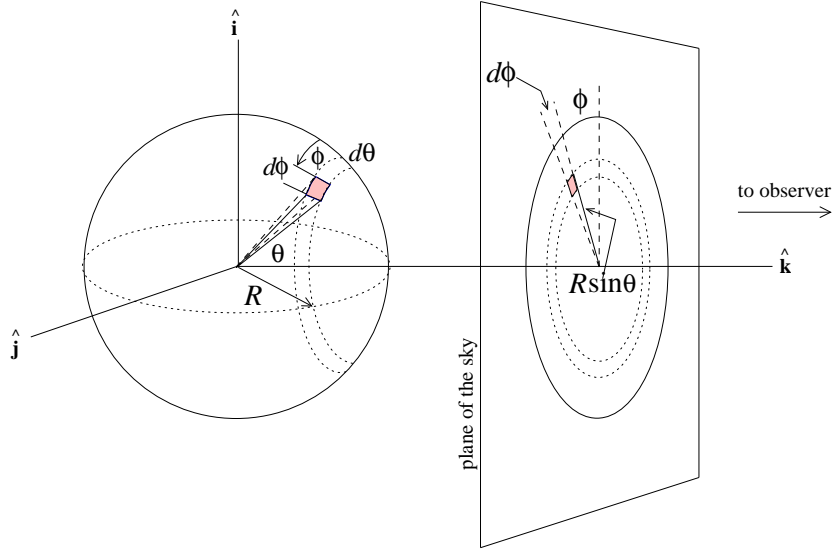 î
dϕ
ϕ
dθ
θ
R
ĵ
dϕ
ϕ
Rsinθ
k̂
to observer
plane of the sky